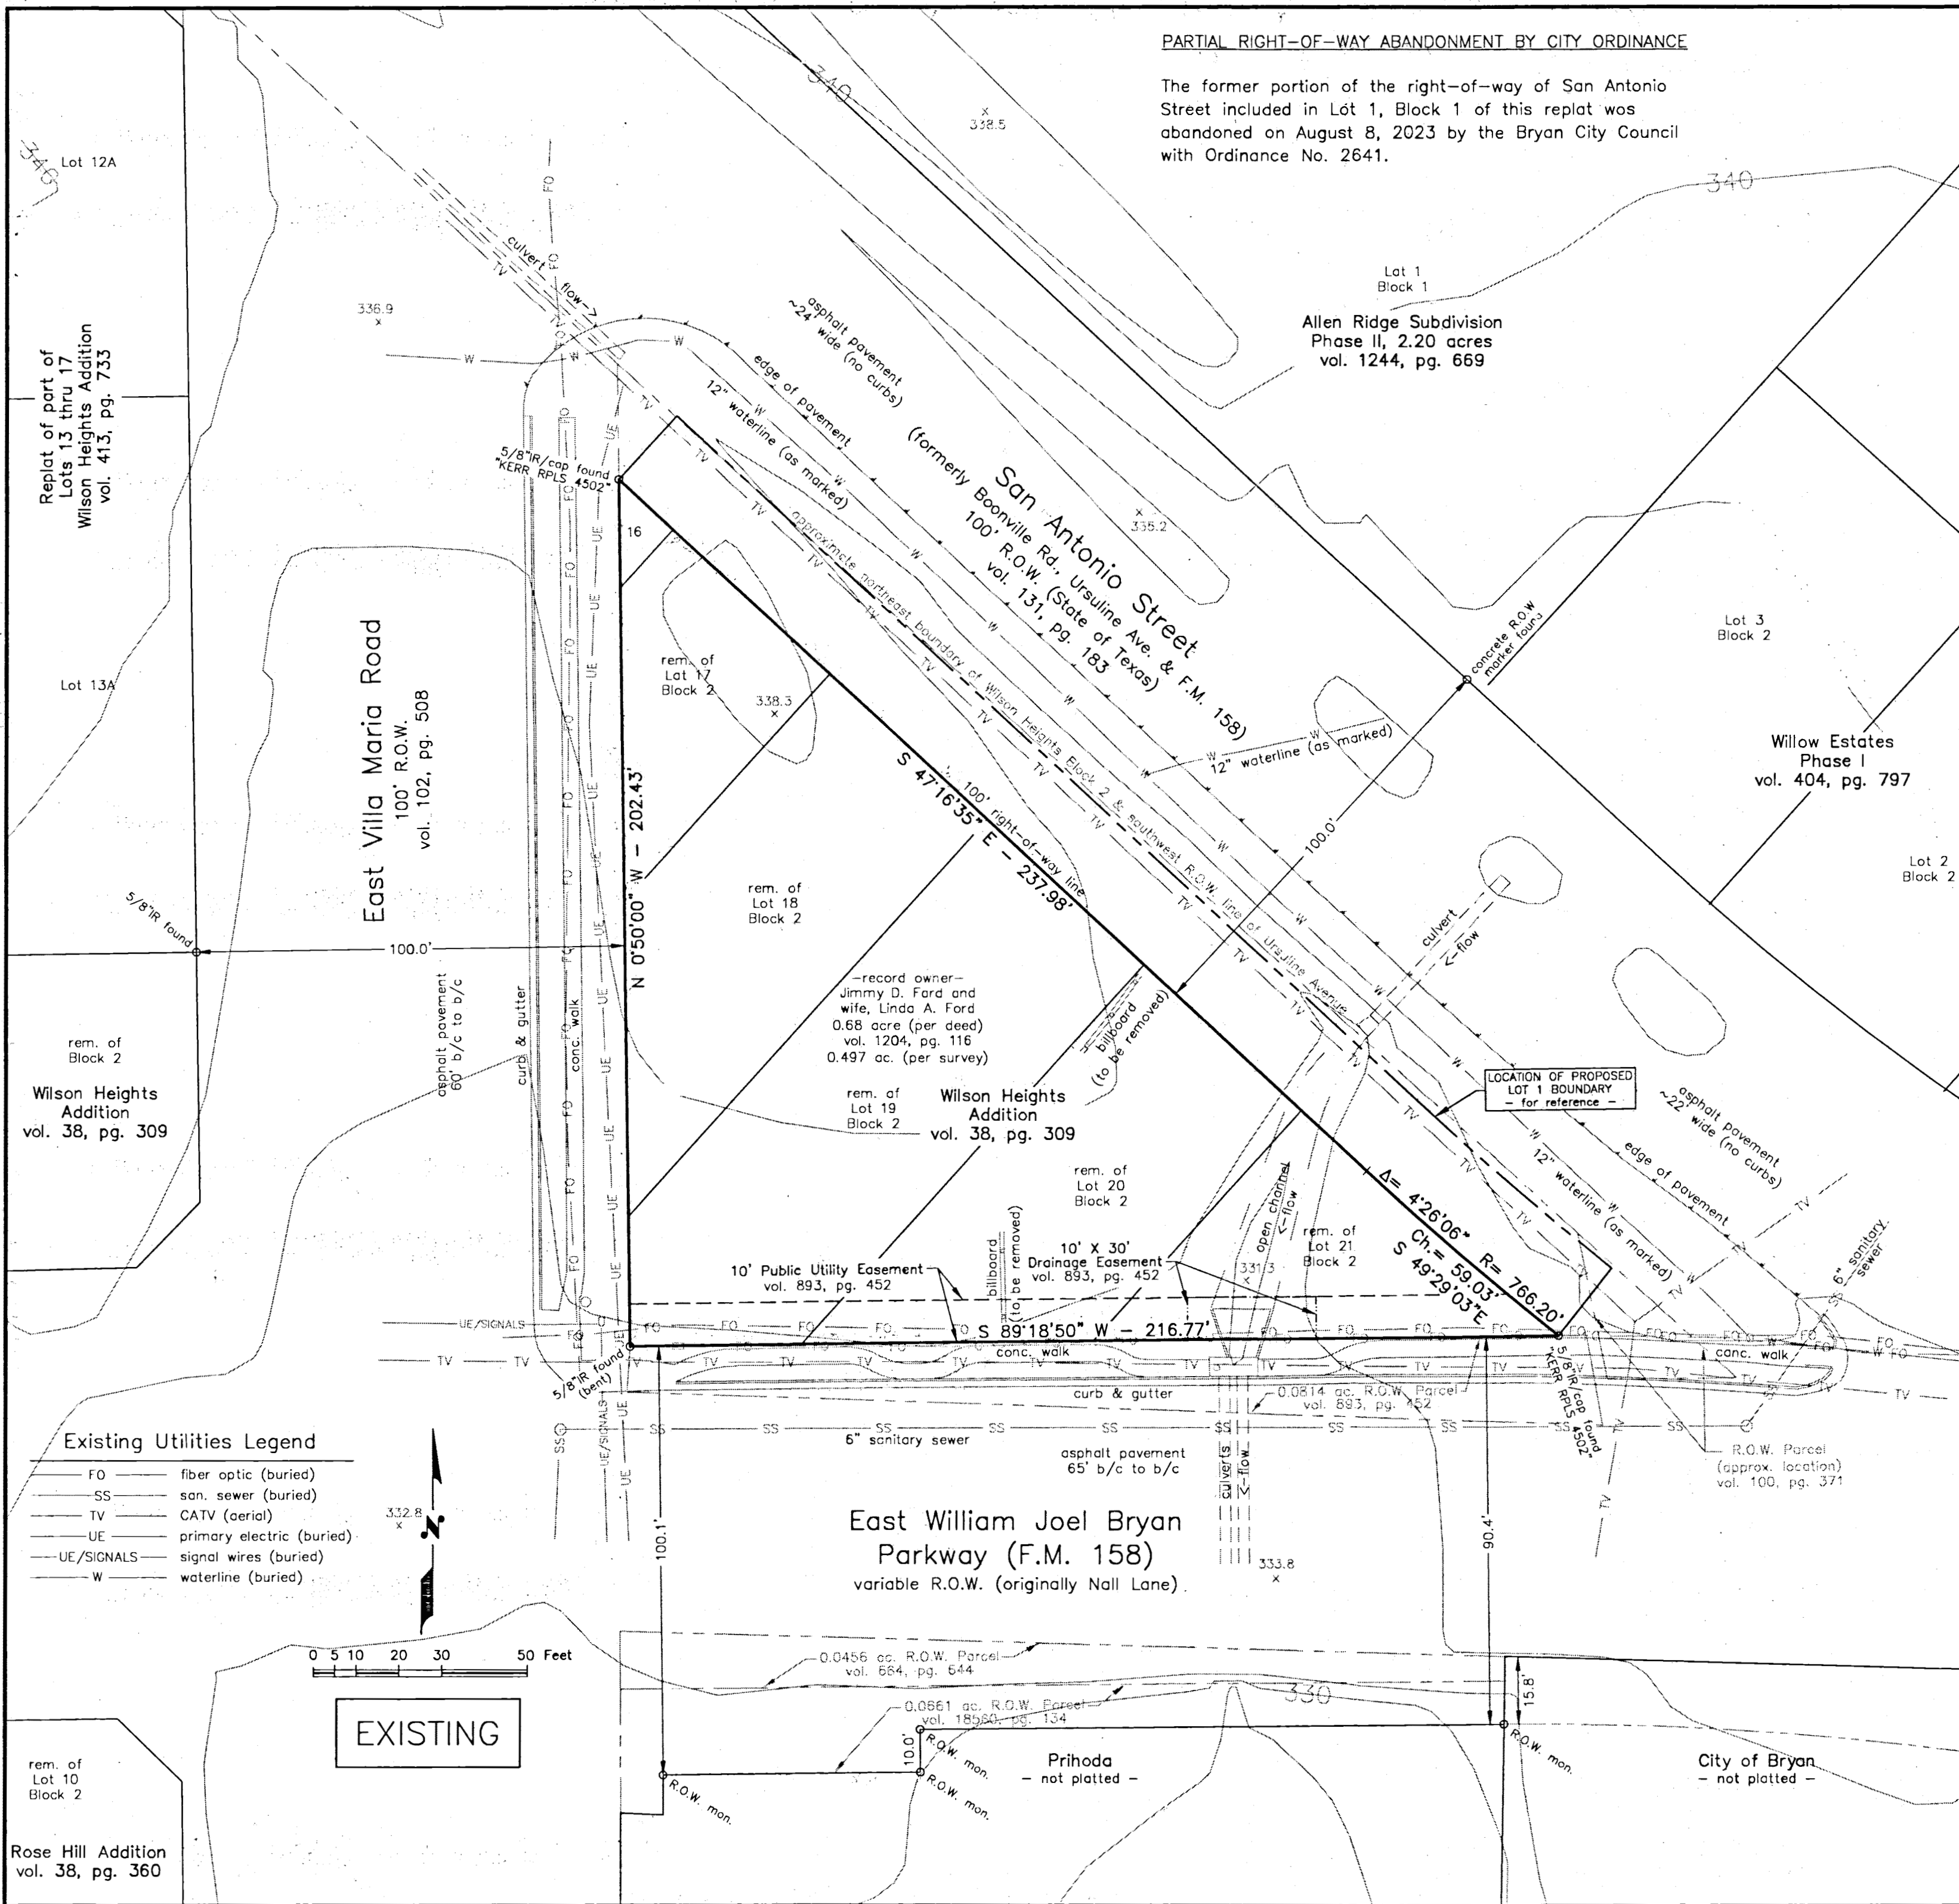 PARTIAL RIGHT-OF-WAY ABANDONMENT BY CITY ORDINANCE
The former portion of the right-of-way of San Antonio
Street included in Lot 1, Block 1 of this replat was
abandoned on August 8, 2023 by the Bryan City Council
with Ordinance No. 2641.
340
338.5
340
340
Lot 12A
Replat of part of
Lots 13 thru 17
Wilson Heights Addition
vol. 413, pg. 733
Lot 13A
336.9
culvert
flow->
asphalt pavement
~24' wide (no curbs)
edge of pavement
12" waterline (as marked)
Lot 1
Block 1
Allen Ridge Subdivision
Phase II, 2.20 acres
vol. 1244, pg. 669
5/8"IR/cap found
"KERR RPLS 4502"
16
San Antonio Street
(formerly Boonville Rd., Ursuline Ave. & F.M. 158)
100' R.O.W. (State of Texas)
vol. 131, pg. 183
335.2
approximate northeast boundary of Wilson Heights Block 2 & southwest R.O.W. line of Ursuline Avenue
East Villa Maria Road
100' R.O.W.
vol. 102, pg. 508
rem. of
Lot 17
Block 2
338.3
concrete R.O.W
marker found
Lot 3
Block 2
Willow Estates
Phase I
vol. 404, pg. 797
Lot 2
Block 2
12" waterline (as marked)
100.0'
N 0°50'00" W - 202.43'
100' right-of-way line
S 47°16'35" E - 237.98'
rem. of
Lot 18
Block 2
5/8"IR found
100.0'
asphalt pavement
60' b/c to b/c
curb & gutter
conc. walk
-record owner-
Jimmy D. Ford and
wife, Linda A. Ford
0.68 acre (per deed)
vol. 1204, pg. 116
0.497 ac. (per survey)
billboard
(to be removed)
culvert
<-flow
rem. of
Block 2
Wilson Heights
Addition
vol. 38, pg. 309
rem. of
Lot 19
Block 2
Wilson Heights
Addition
vol. 38, pg. 309
LOCATION OF PROPOSED
LOT 1 BOUNDARY
- for reference -
asphalt pavement
~22' wide (no curbs)
edge of pavement
12" waterline (as marked)
6" sanitary
sewer
rem. of
Lot 20
Block 2
open channel
<-flow
Δ= 4°26'06" R= 766.20'
Ch.= 59.03'
S 49°29'03"E
rem. of
Lot 21
Block 2
10' Public Utility Easement
vol. 893, pg. 452
billboard
(to be removed)
10' X 30'
Drainage Easement
vol. 893, pg. 452
331.3
UE/SIGNALS
S 89°18'50" W - 216.77'
conc. walk
conc. walk
5/8"IR found
(bent)
curb & gutter
0.0814 ac. R.O.W. Parcel
vol. 893, pg. 452
5/8"IR/cap found
"KERR RPLS 4502"
6" sanitary sewer
asphalt pavement
65' b/c to b/c
culverts
<-flow
R.O.W. Parcel
(approx. location)
vol. 100, pg. 371
UE/SIGNALS
Existing Utilities Legend
FO fiber optic (buried)
SS san. sewer (buried)
TV CATV (aerial)
UE primary electric (buried)
UE/SIGNALS signal wires (buried)
W waterline (buried)
332.8
N
100.1'
East William Joel Bryan
Parkway (F.M. 158)
variable R.O.W. (originally Nall Lane)
333.8
90.4'
0 5 10 20 30 50 Feet
EXISTING
0.0456 ac. R.O.W. Parcel
vol. 664, pg. 644
0.0661 ac. R.O.W. Parcel
vol. 18560, pg. 134
330
15.8'
10.0'
R.O.W. mon.
R.O.W. mon.
R.O.W. mon.
R.O.W. mon.
Prihoda
- not platted -
City of Bryan
- not platted -
rem. of
Lot 10
Block 2
Rose Hill Addition
vol. 38, pg. 360